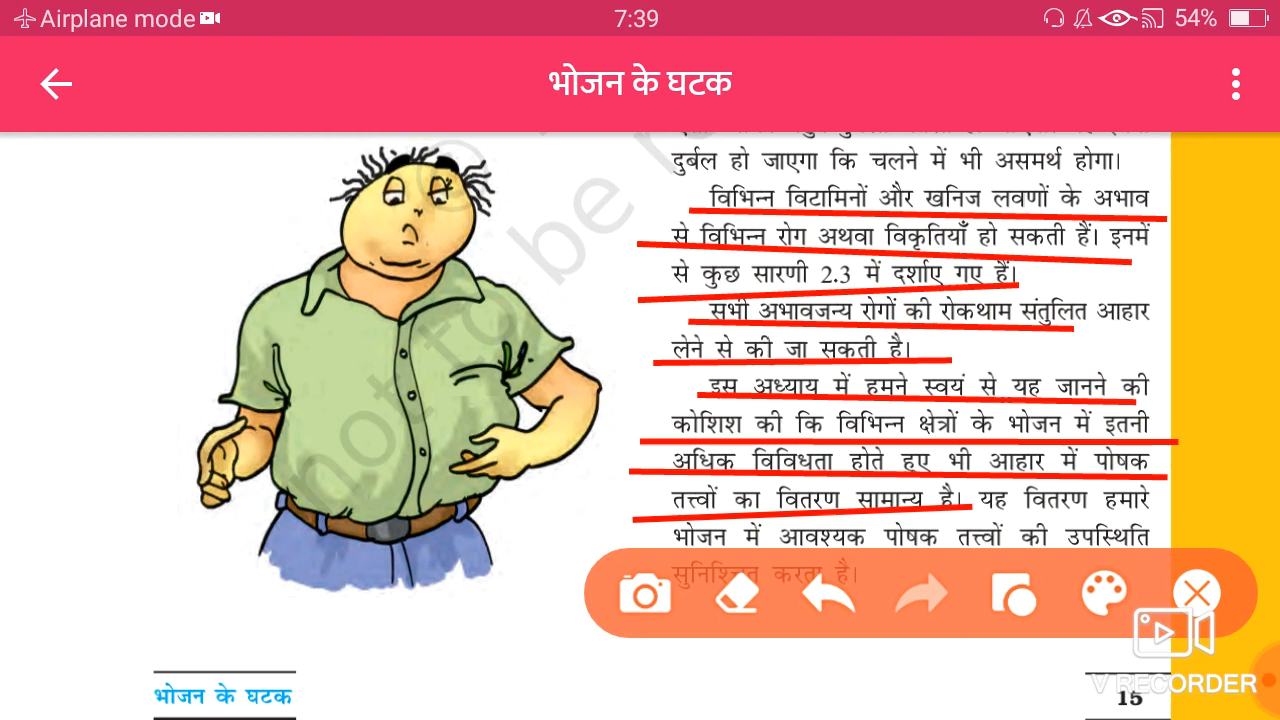 Airplane mode
7:39
54%
भोजन के घटक
दुर्बल हो जाएगा कि चलने में भी असमर्थ होगा।
विभिन्न विटामिनों और खनिज लवणों के अभाव
से विभिन्न रोग अथवा विकृतियाँ हो सकती हैं। इनमें
से कुछ सारणी 2.3 में दर्शाए गए हैं।
सभी अभावजन्य रोगों की रोकथाम संतुलित आहार
लेने से की जा सकती है।
इस अध्याय में हमने स्वयं से यह जानने की
कोशिश की कि विभिन्न क्षेत्रों के भोजन में इतनी
अधिक विविधता होते हुए भी आहार में पोषक
तत्त्वों का वितरण सामान्य है। यह वितरण हमारे
भोजन में आवश्यक पोषक तत्त्वों की उपस्थिति
सुनिश्चित करता है।
not to be r
भोजन के घटक
15
V RECORDER